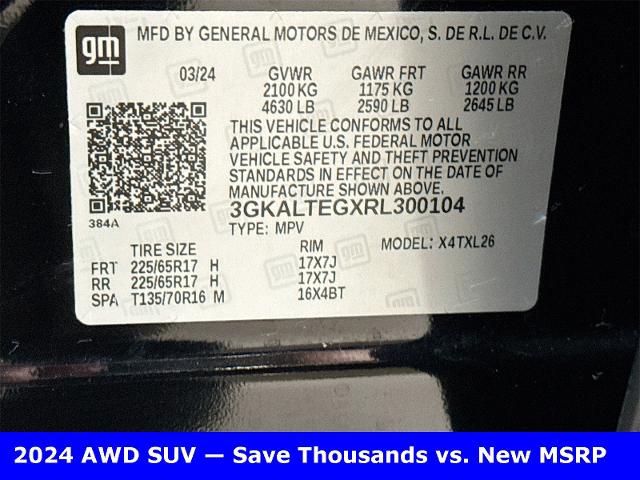 gm
MFD BY GENERAL MOTORS DE MEXICO, S. DE R.L. DE C.V.
03/24 GVWR GAWR FRT GAWR RR
2100 KG 1175 KG 1200 KG
4630 LB 2590 LB 2645 LB
THIS VEHICLE CONFORMS TO ALL
APPLICABLE U.S. FEDERAL MOTOR
VEHICLE SAFETY AND THEFT PREVENTION
STANDARDS IN EFFECT ON THE DATE OF
MANUFACTURE SHOWN ABOVE.
384A 3GKALTEGXRL300104
TYPE: MPV
TIRE SIZE RIM MODEL: X4TXL26
FRT 225/65R17 H 17X7J
RR 225/65R17 H 17X7J
SPA T135/70R16 M 16X4BT
2024 AWD SUV — Save Thousands vs. New MSRP